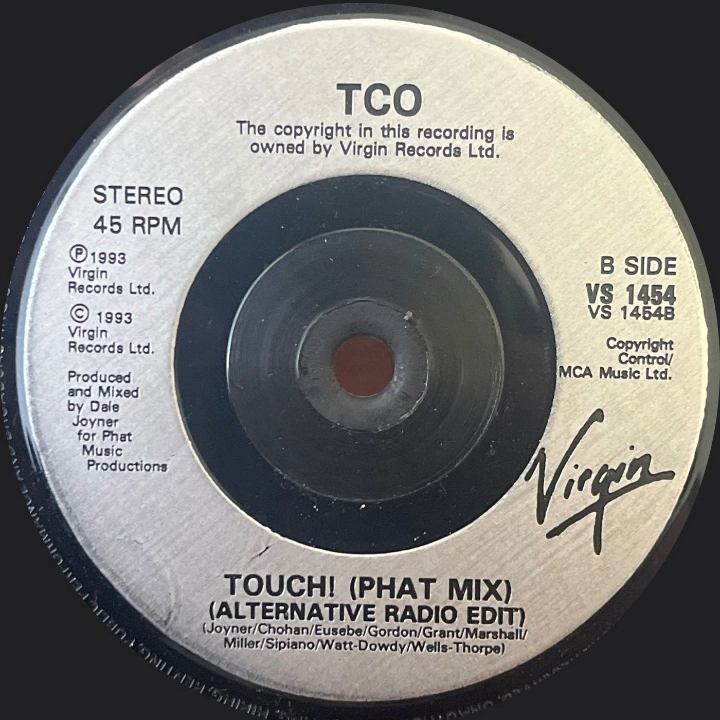 TCO
The copyright in this recording is
owned by Virgin Records Ltd.
STEREO
45 RPM
Ⓟ1993
Virgin
Records Ltd.
© 1993
Virgin
Records Ltd.
Produced
and Mixed
by Dale
Joyner
for Phat
Music
Productions
B SIDE
VS 1454
VS 1454B
Copyright
Control/
MCA Music Ltd.
Virgin
TOUCH! (PHAT MIX)
(ALTERNATIVE RADIO EDIT)
(Joyner/Chohan/Eusebe/Gordon/Grant/Marshall/
Miller/Sipiano/Watt-Dowdy/Wells-Thorpe)